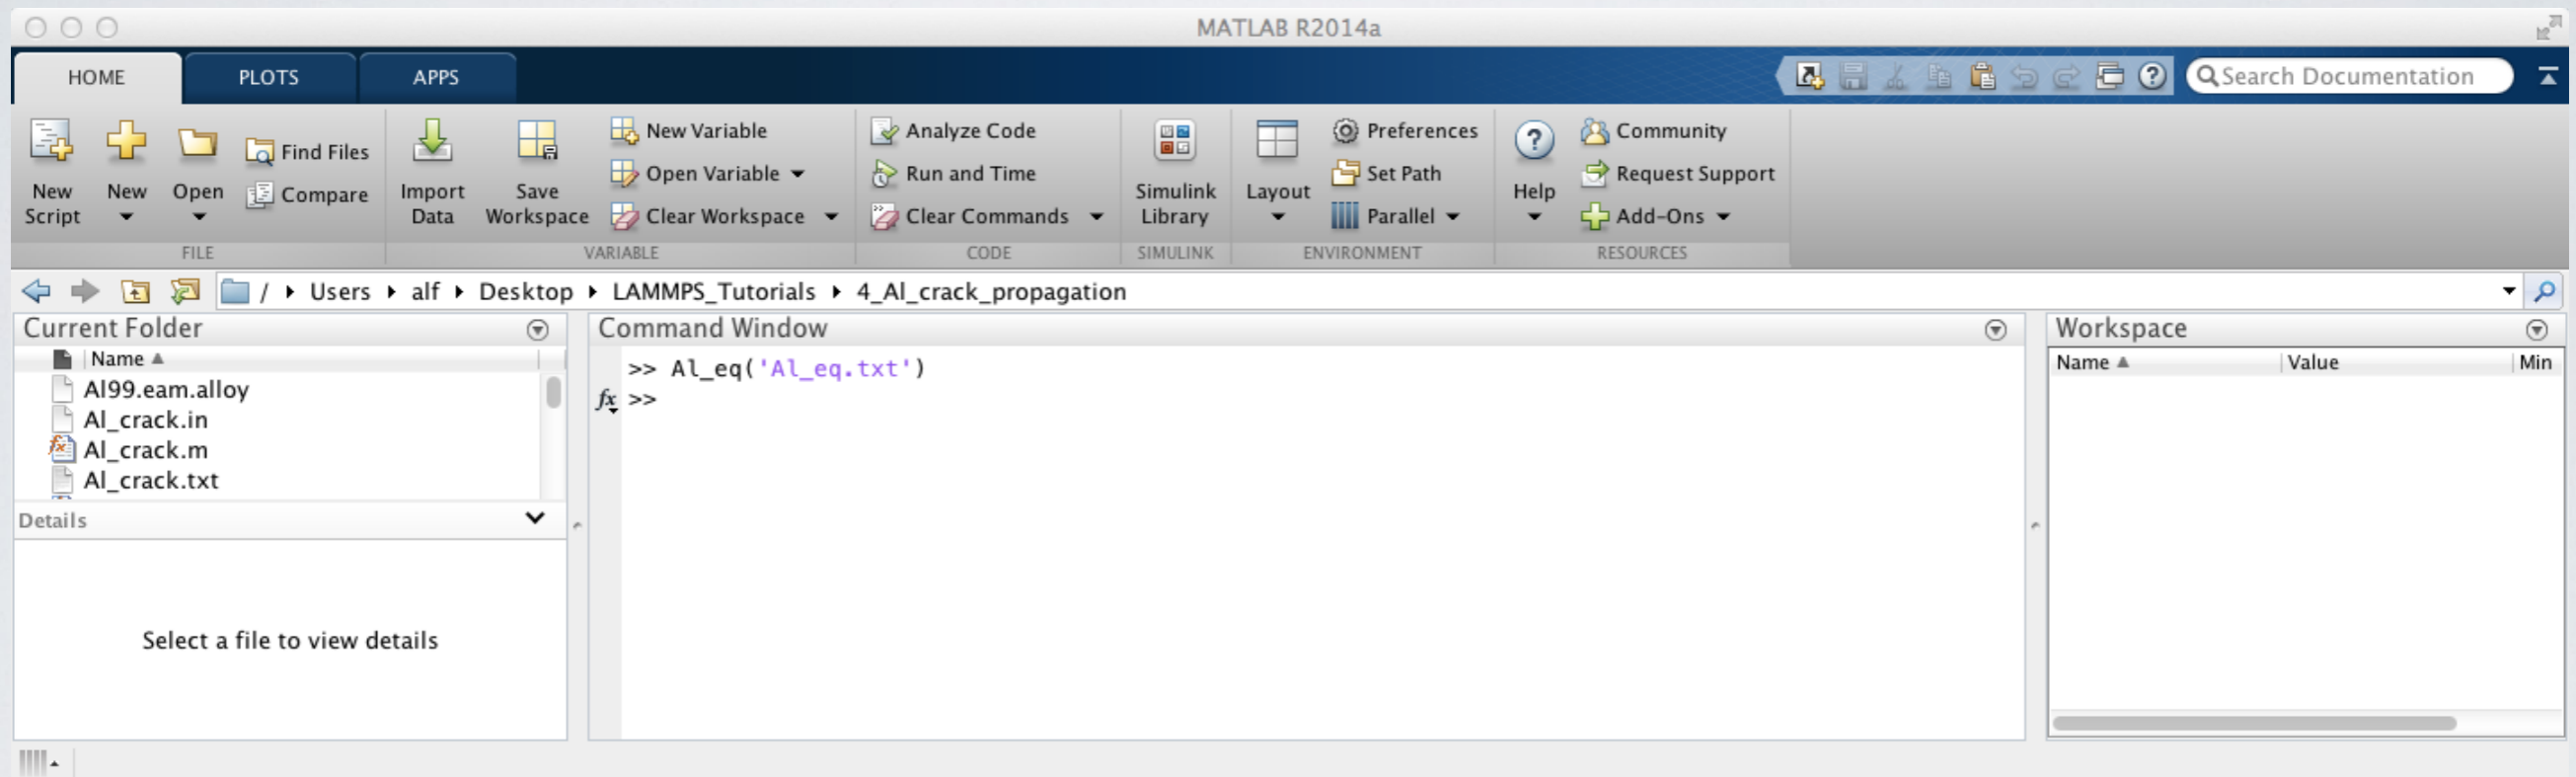 MATLAB R2014a
HOME PLOTS APPS Search Documentation
New Script
New
Open
Find Files
Compare
FILE
Import Data
Save Workspace
New Variable
Open Variable
Clear Workspace
VARIABLE
Analyze Code
Run and Time
Clear Commands
CODE
Simulink Library
SIMULINK
Layout
Preferences
Set Path
Parallel
ENVIRONMENT
Help
Community
Request Support
Add-Ons
RESOURCES
/ Users alf Desktop LAMMPS_Tutorials 4_Al_crack_propagation
Current Folder
Name
Al99.eam.alloy
Al_crack.in
Al_crack.m
Al_crack.txt
Details
Select a file to view details
Command Window
>> Al_eq('Al_eq.txt')
fx >>
Workspace
Name Value Min